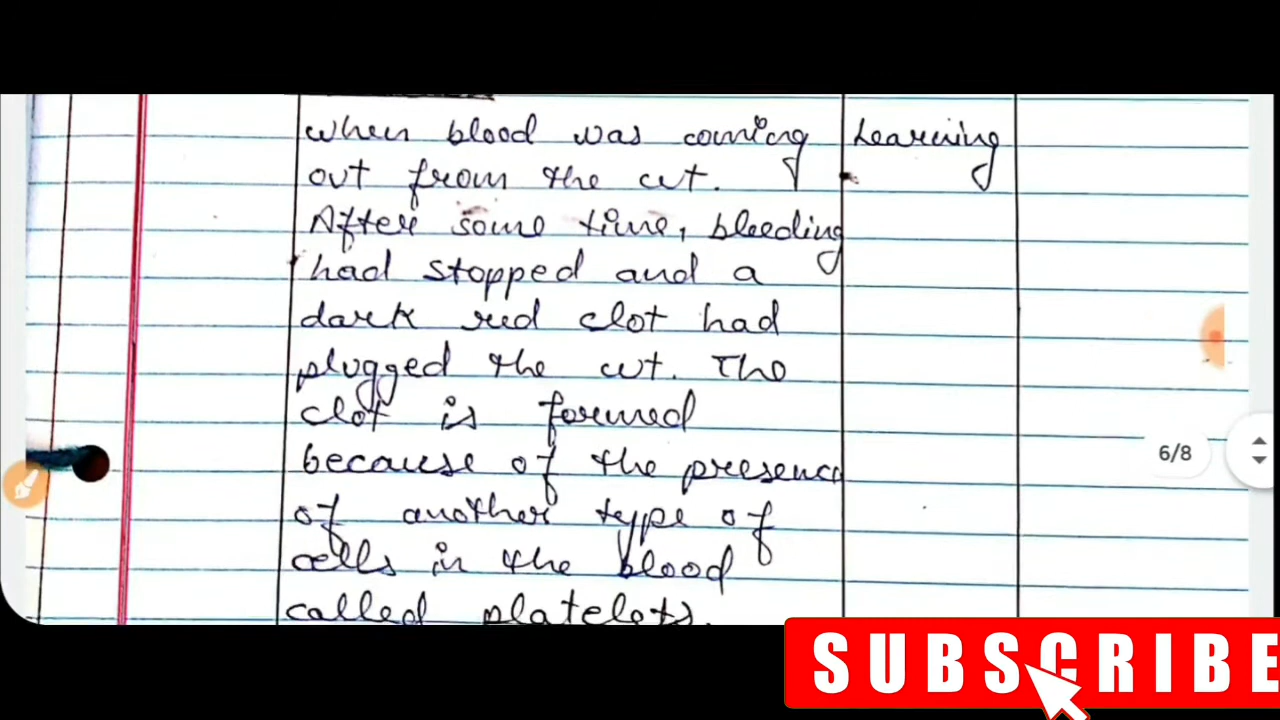 when blood was coming Learning
out from the cut.
After some time, bleeding
had stopped and a
dark red clot had
plugged the cut. The
clot is formed
because of the presence
of another type of
cells in the blood
called platelets.
6/8
SUBSCRIBE